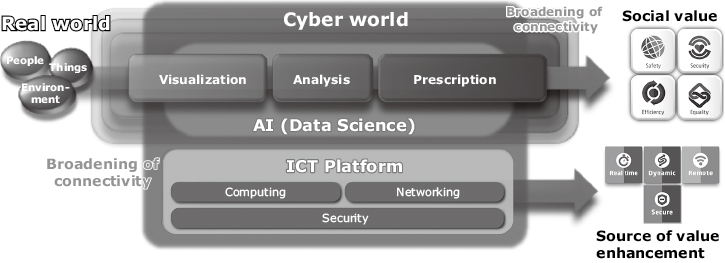 Real world
Cyber world
Broadening of
connectivity
Social value
People
Things
Environ-
ment
Visualization
Analysis
Prescription
Safety
Security
Efficiency
Equality
AI (Data Science)
Broadening of
connectivity
ICT Platform
Computing
Networking
Security
Real time
Dynamic
Remote
Secure
Source of value
enhancement